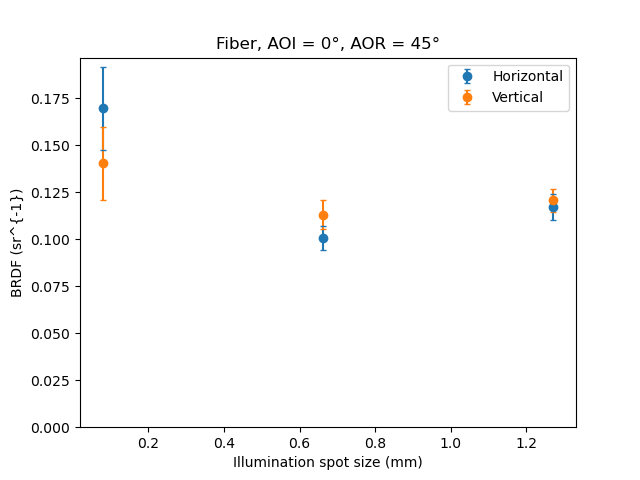 Fiber, AOI = 0°, AOR = 45°
Horizontal
Vertical
BRDF (sr^{-1})
0.175
0.150
0.125
0.100
0.075
0.050
0.025
0.000
0.2 0.4 0.6 0.8 1.0 1.2
Illumination spot size (mm)